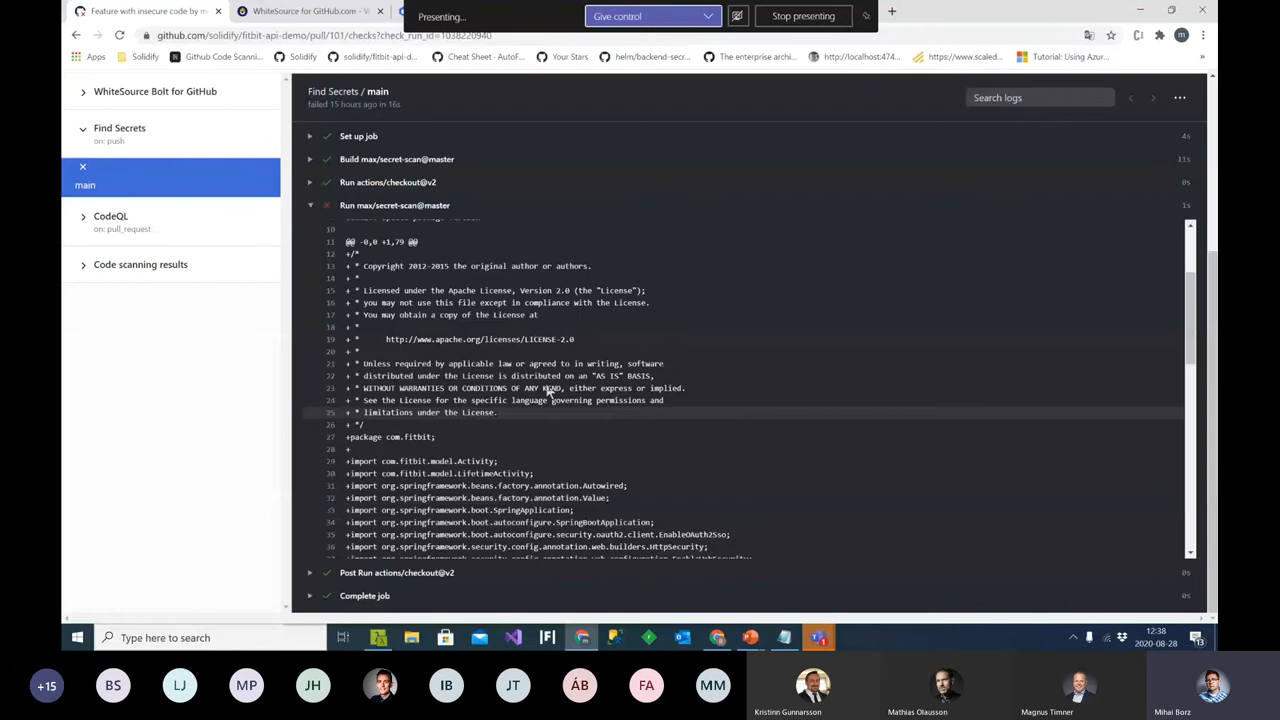 Feature with insecure code by m
WhiteSource for GitHub.com - V
Presenting...
Give control
Stop presenting
github.com/solidify/fitbit-api-demo/pull/101/checks?check_run_id=1038220940
Apps
Solidify
Github Code Scannin...
Solidify
solidify/fitbit-api-d...
Cheat Sheet - AutoF...
Your Stars
helm/backend-secr...
The enterprise archi...
http://localhost:474...
https://www.scaled...
Tutorial: Using Azur...
WhiteSource Bolt for GitHub
Find Secrets
on: push
main
CodeQL
on: pull_request
Code scanning results
Find Secrets / main
failed 15 hours ago in 16s
Search logs
Set up job
4s
Build max/secret-scan@master
11s
Run actions/checkout@v2
0s
Run max/secret-scan@master
1s
10
11 @@ -0,0 +1,79 @@
12 +/*
13 + * Copyright 2012-2015 the original author or authors.
14 + *
15 + * Licensed under the Apache License, Version 2.0 (the "License");
16 + * you may not use this file except in compliance with the License.
17 + * You may obtain a copy of the License at
18 + *
19 + *      http://www.apache.org/licenses/LICENSE-2.0
20 + *
21 + * Unless required by applicable law or agreed to in writing, software
22 + * distributed under the License is distributed on an "AS IS" BASIS,
23 + * WITHOUT WARRANTIES OR CONDITIONS OF ANY KIND, either express or implied.
24 + * See the License for the specific language governing permissions and
25 + * limitations under the License.
26 + */
27 +package com.fitbit;
28 +
29 +import com.fitbit.model.Activity;
30 +import com.fitbit.model.LifetimeActivity;
31 +import org.springframework.beans.factory.annotation.Autowired;
32 +import org.springframework.beans.factory.annotation.Value;
33 +import org.springframework.boot.SpringApplication;
34 +import org.springframework.boot.autoconfigure.SpringBootApplication;
35 +import org.springframework.boot.autoconfigure.security.oauth2.client.EnableOAuth2Sso;
36 +import org.springframework.security.config.annotation.web.builders.HttpSecurity;
Post Run actions/checkout@v2
0s
Complete job
0s
Type here to search
12:38
2020-08-28
13
+15
BS
LJ
MP
JH
IB
JT
ÁB
FA
MM
Kristinn Gunnarsson
Mathias Olausson
Magnus Timner
Mihai Borz